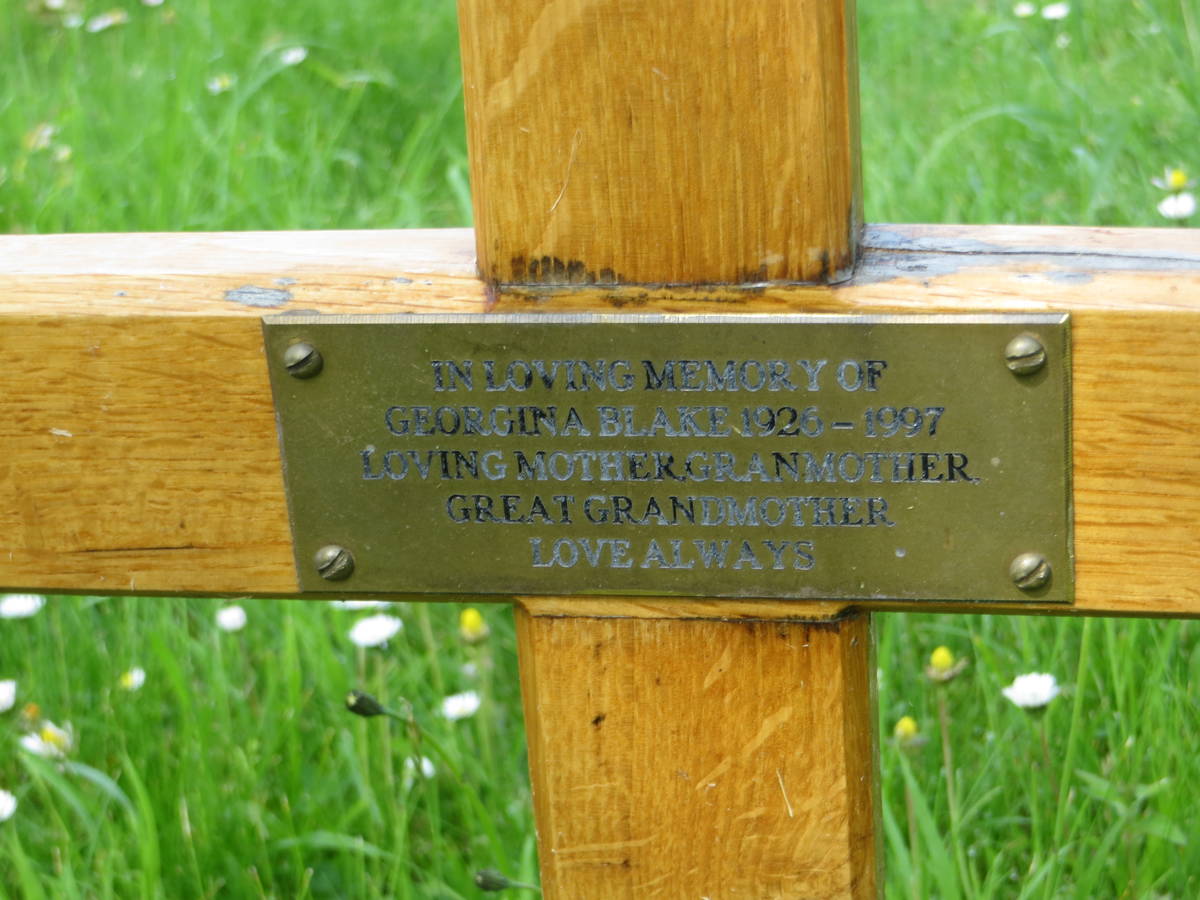 IN LOVING MEMORY OF
GEORGINA BLAKE 1926 – 1997
LOVING MOTHER, GRANMOTHER,
GREAT GRANDMOTHER
LOVE ALWAYS